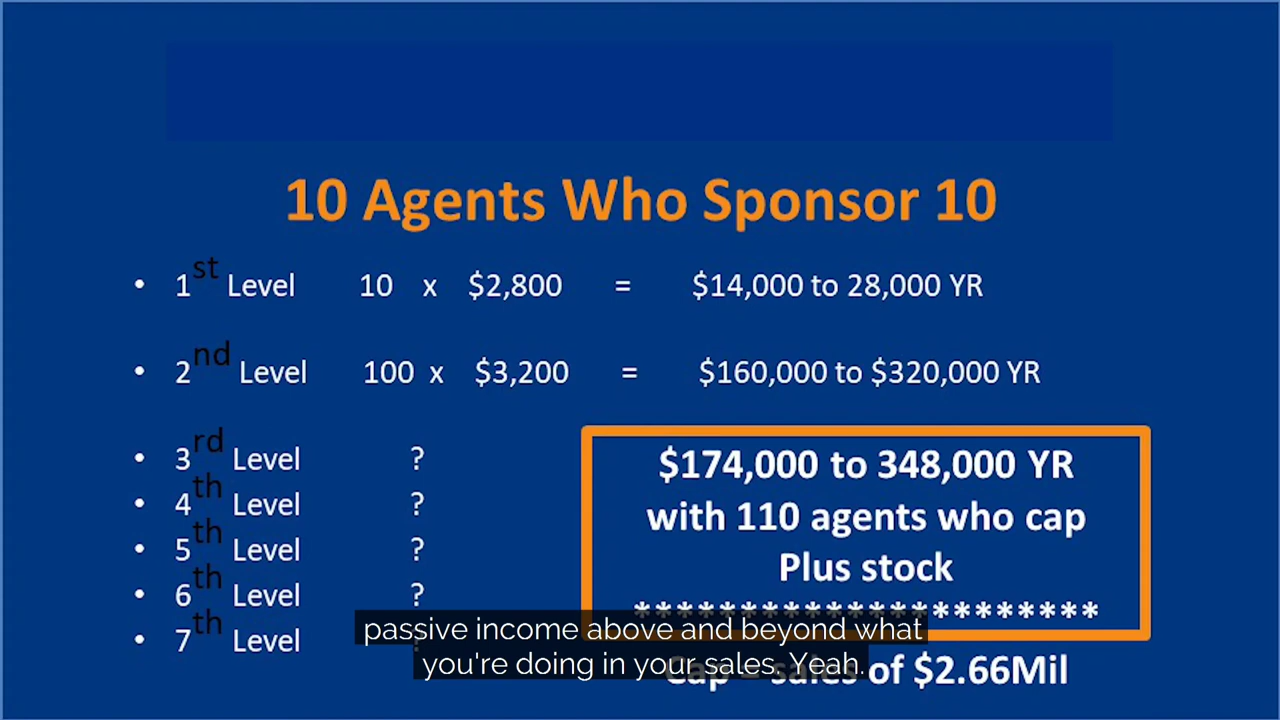 10 Agents Who Sponsor 10
• 1st Level 10 x $2,800 = $14,000 to 28,000 YR
• 2nd Level 100 x $3,200 = $160,000 to $320,000 YR
• 3rd Level ?
• 4th Level ?
• 5th Level ?
• 6th Level ?
• 7th Level
$174,000 to 348,000 YR
with 110 agents who cap
Plus stock
**********************
Cap = sales of $2.66Mil
passive income above and beyond what
you're doing in your sales. Yeah.